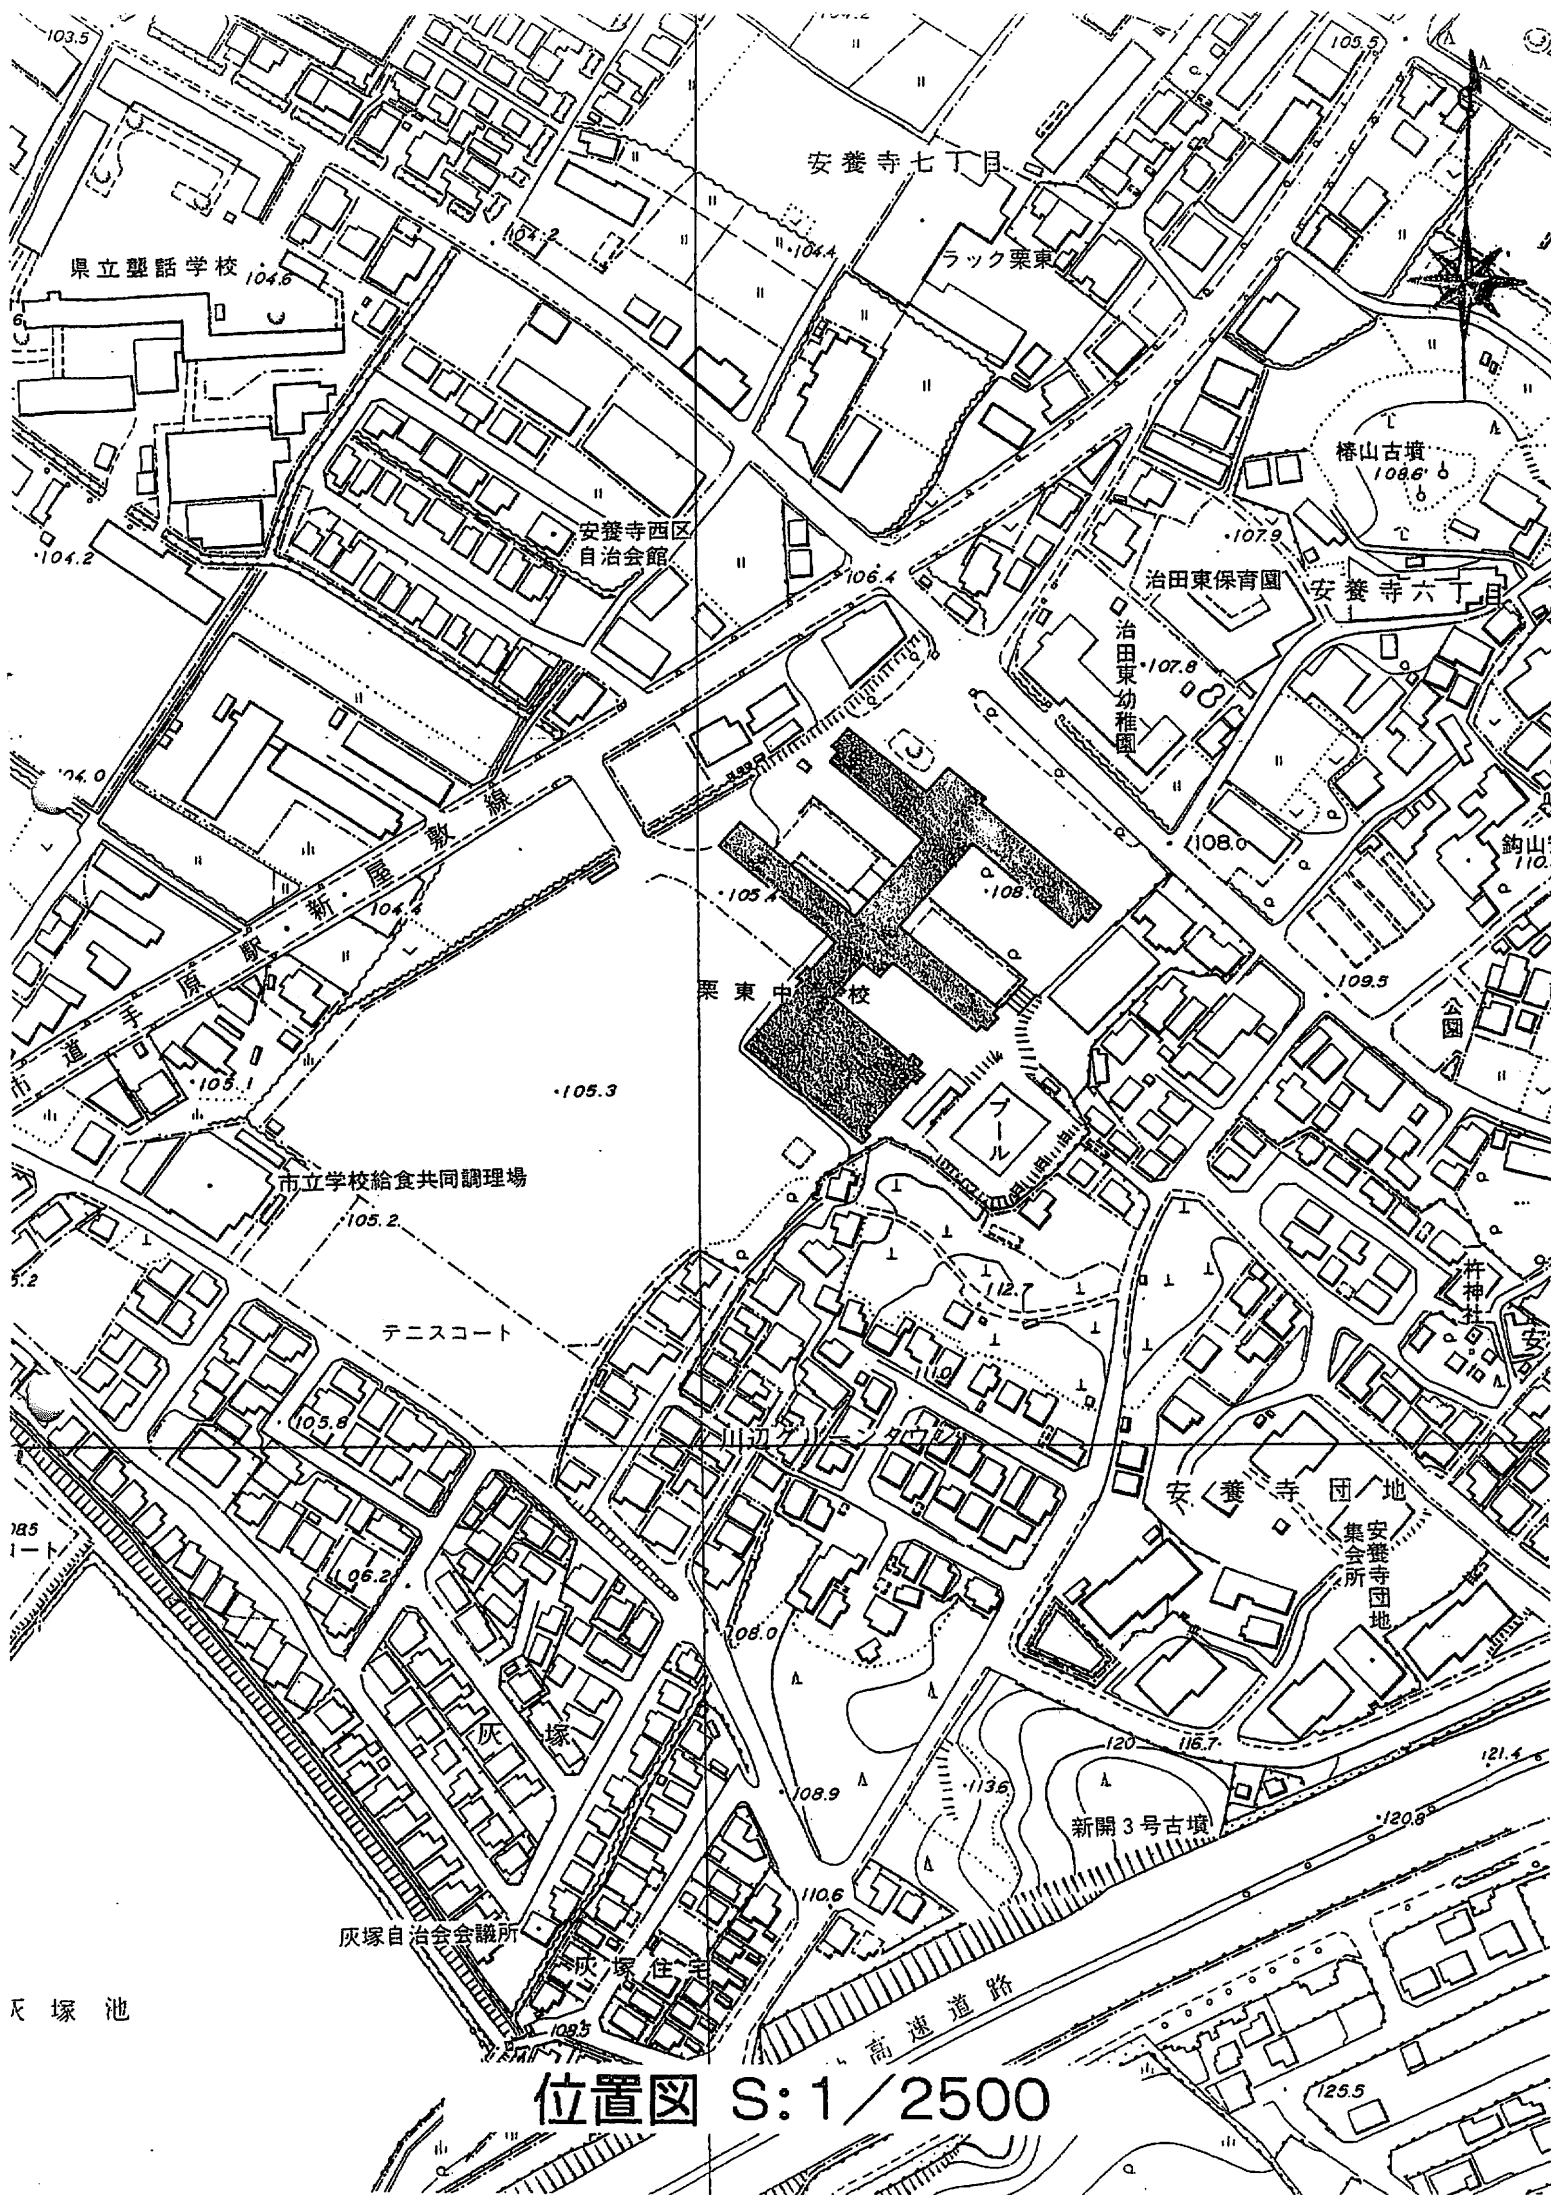 103.5
104.2
105.5
安養寺七丁目
104.2
104.4
ラック栗東
県立聾話学校
104.6
椿山古墳
108.6
安養寺西区
自治会館
104.2
107.9
106.4
治田東保育園
安養寺六丁目
治田東幼稚園
107.8
104.0
108.0
市道手原駅新屋敷線
104.4
105.4
108.0
109.5
栗東中学校
公園
105.1
105.3
プール
市立学校給食共同調理場
105.2
5.2
112.7
杵神社
テニスコート
105.8
川辺グリーンタウン
安養寺団地
安養寺団地
集会所
106.2
108.0
灰塚
120
116.7
121.4
108.9
113.6
新開3号古墳
120.8
110.6
灰塚自治会会議所
灰塚住宅
灰塚池
109.5
高速道路
位置図 S:1/2500
125.5